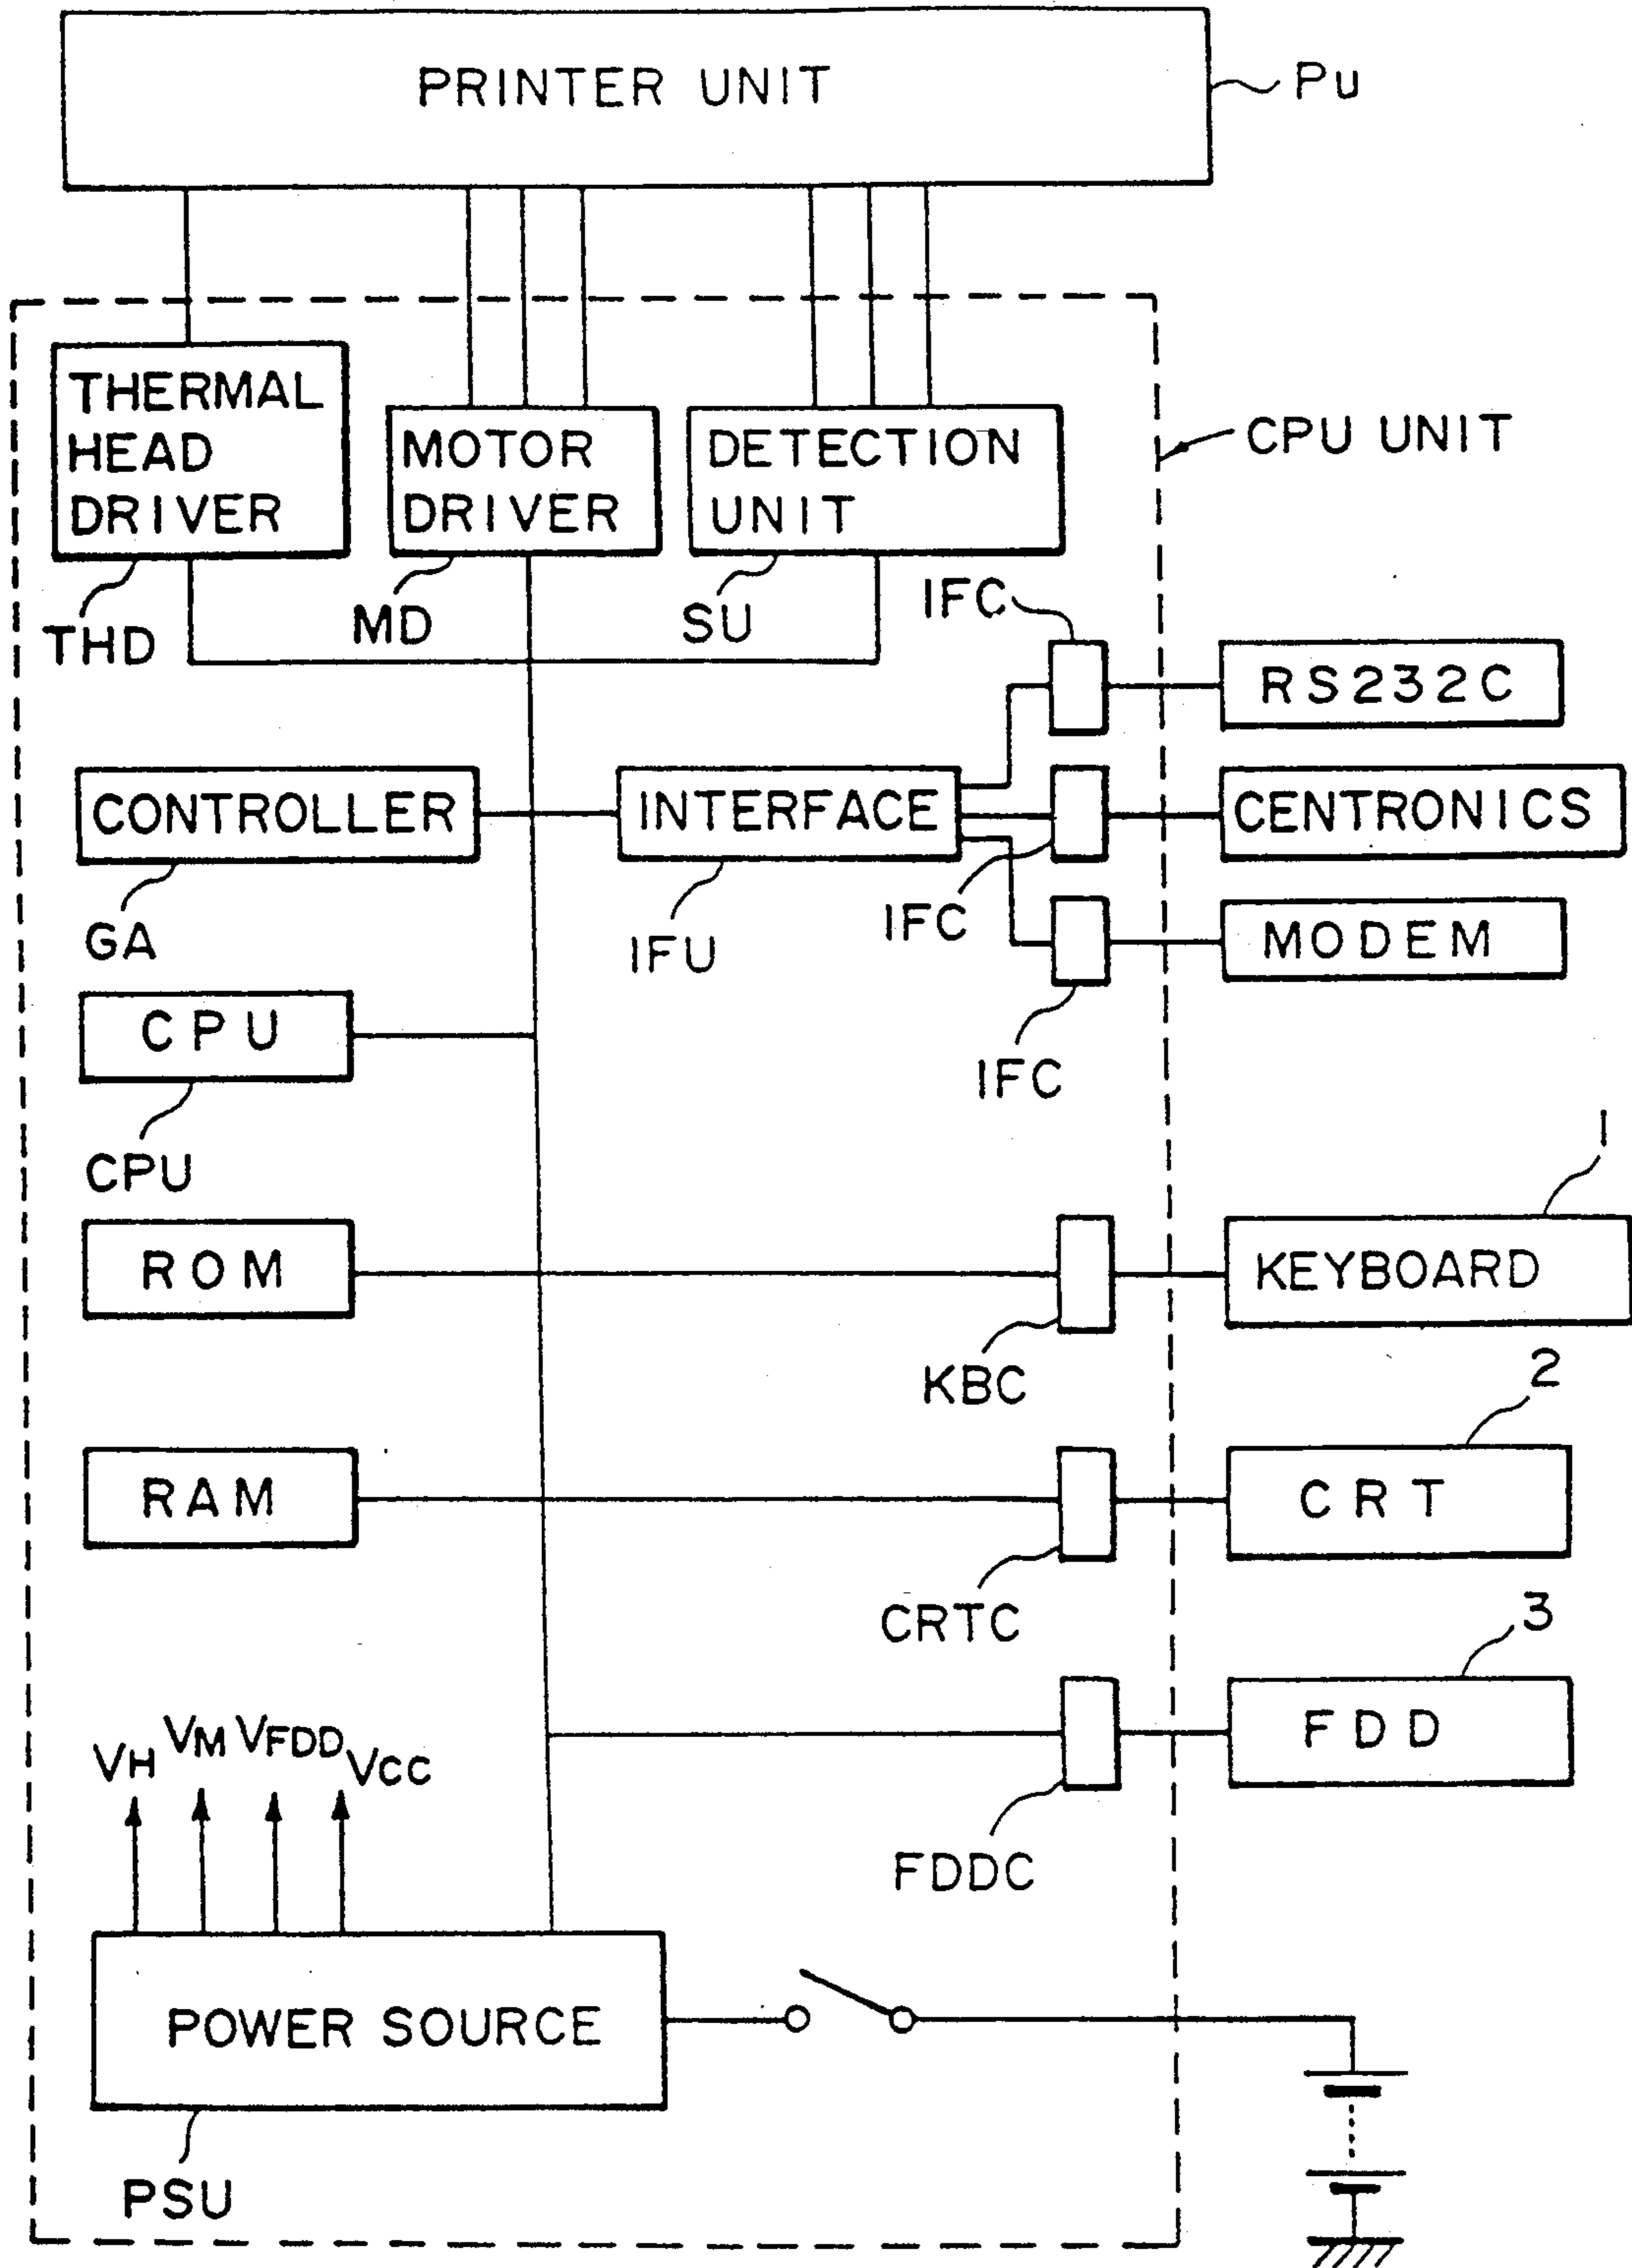 PRINTER UNIT
Pu
THERMAL
HEAD
DRIVER
MOTOR
DRIVER
DETECTION
UNIT
CPU UNIT
THD
MD
SU
IFC
RS232C
CONTROLLER
INTERFACE
CENTRONICS
GA
IFU
IFC
MODEM
CPU
IFC
CPU
1
ROM
KEYBOARD
KBC
2
RAM
CRT
CRTC
3
FDD
VH
VM
VFDD
VCC
FDDC
POWER SOURCE
PSU